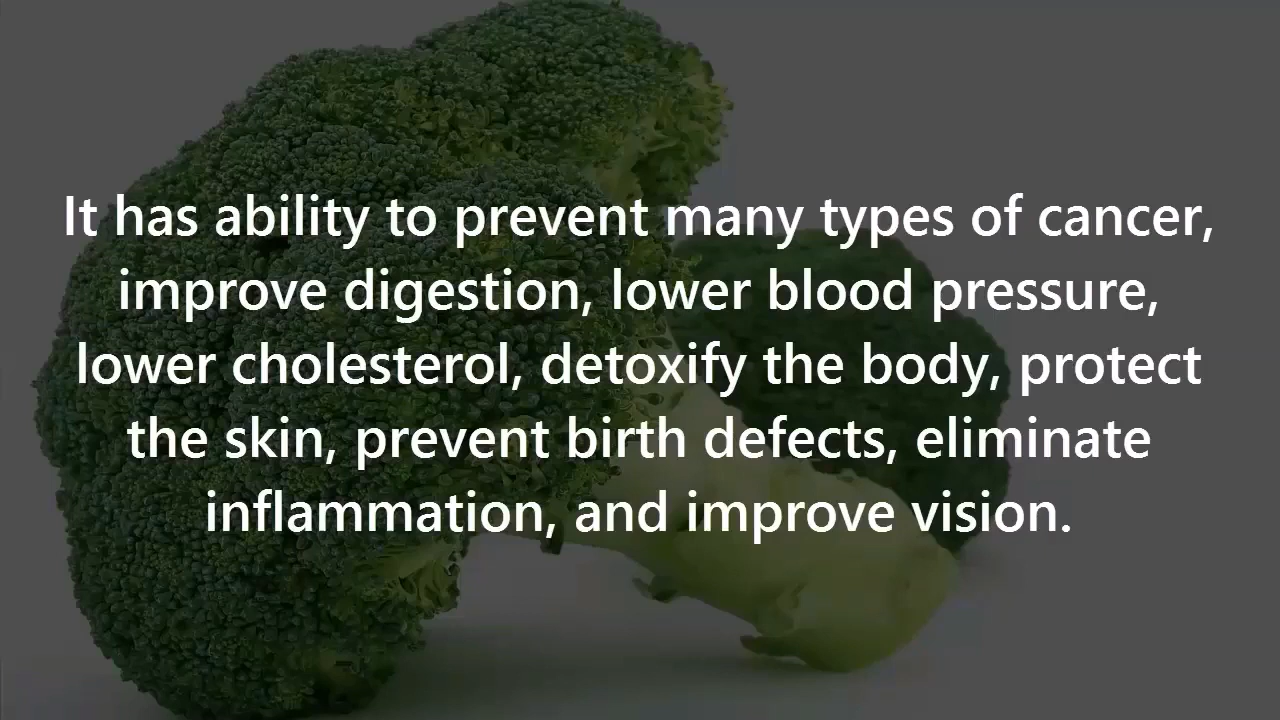 It has ability to prevent many types of cancer,
improve digestion, lower blood pressure,
lower cholesterol, detoxify the body, protect
the skin, prevent birth defects, eliminate
inflammation, and improve vision.